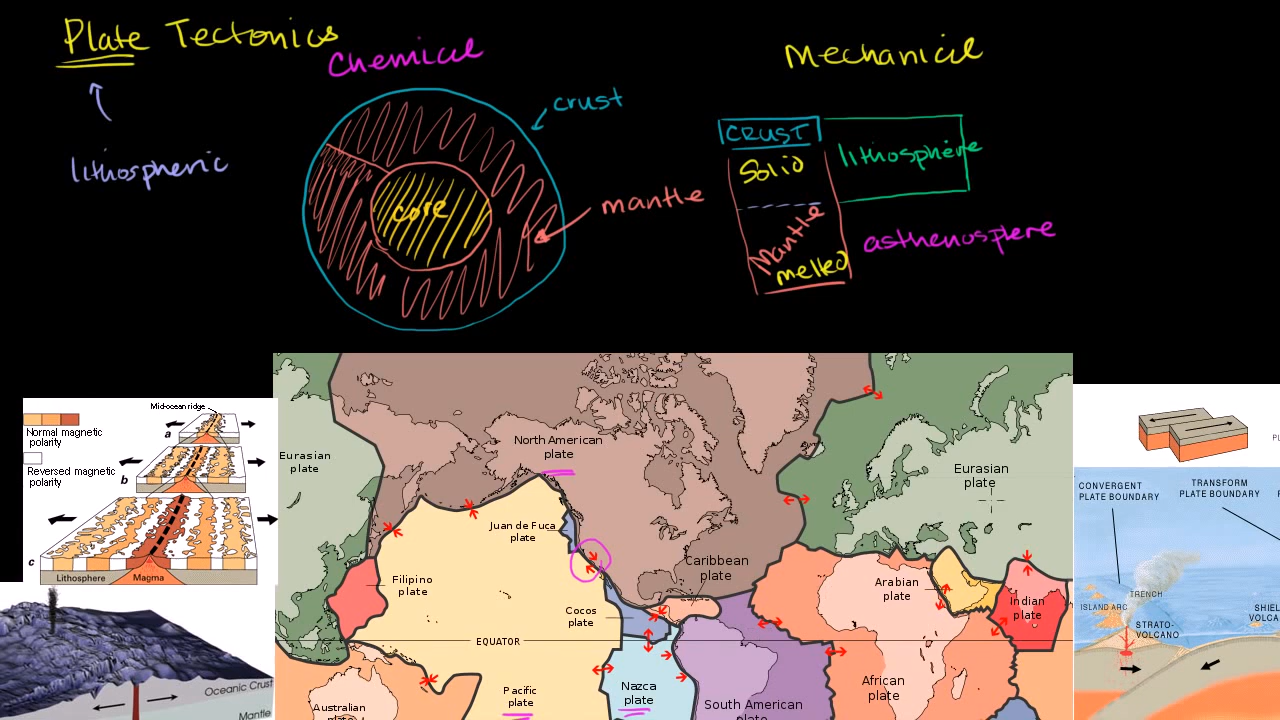 Plate Tectonics
lithospheric
Chemical
crust
core
mantle
Mechanical
CRUST
Solid
Mantle
melted
lithosphere
asthenosphere
Mid-ocean ridge
Normal magnetic
polarity
Reversed magnetic
polarity
a
b
c
Lithosphere
Magma
Oceanic Crust
Mantle
Eurasian
plate
North American
plate
Juan de Fuca
plate
Filipino
plate
Cocos
plate
Caribbean
plate
EQUATOR
Pacific
plate
Nazca
plate
Australian
plate
South American
plate
African
plate
Arabian
plate
Indian
plate
Eurasian
plate
CONVERGENT
PLATE BOUNDARY
TRANSFORM
PLATE BOUNDARY
TRENCH
ISLAND ARC
STRATO-
VOLCANO